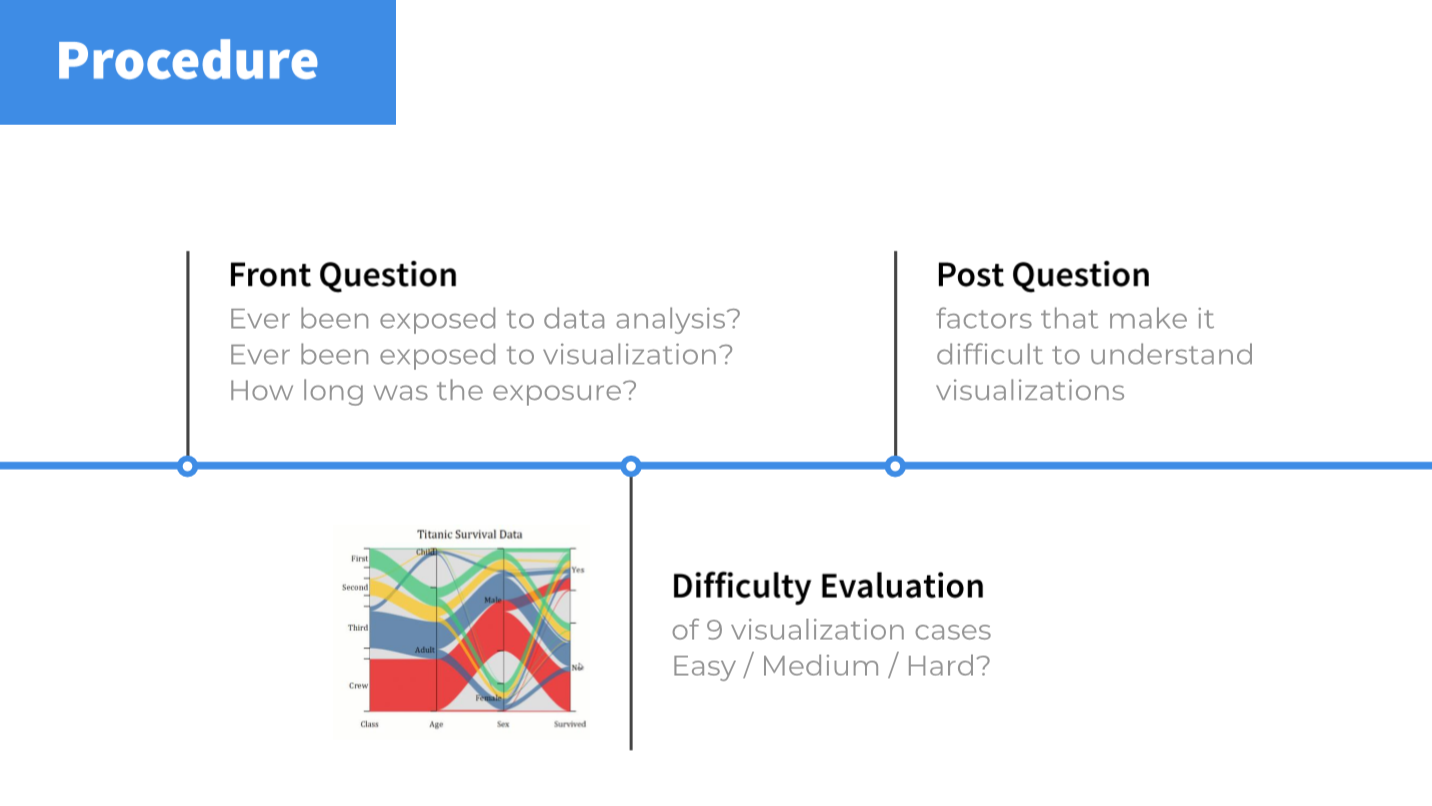 Procedure
Front Question
Ever been exposed to data analysis?
Ever been exposed to visualization?
How long was the exposure?
Post Question
factors that make it
difficult to understand
visualizations
Titanic Survival Data
First
Second
Third
Crew
Child
Adult
Male
Female
Yes
No
Class
Age
Sex
Survived
Difficulty Evaluation
of 9 visualization cases
Easy / Medium / Hard?